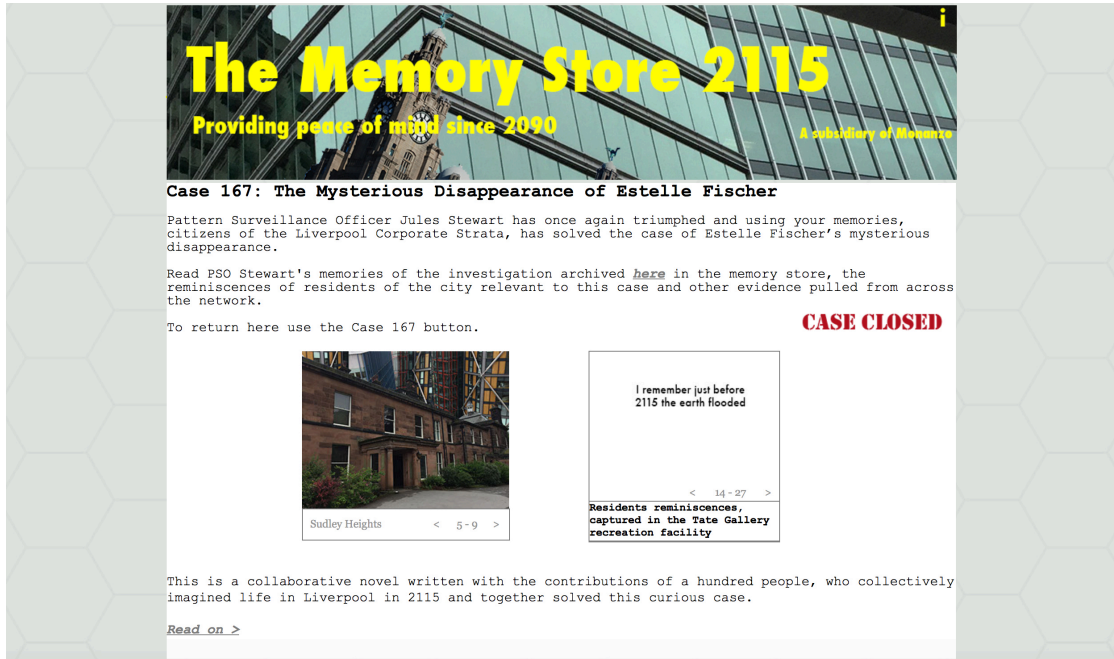 i
The Memory Store 2115
Providing peace of mind since 2090
A subsidiary of Monanzo
Case 167: The Mysterious Disappearance of Estelle Fischer
Pattern Surveillance Officer Jules Stewart has once again triumphed and using your memories,
citizens of the Liverpool Corporate Strata, has solved the case of Estelle Fischer’s mysterious
disappearance.
Read PSO Stewart's memories of the investigation archived here in the memory store, the
reminiscences of residents of the city relevant to this case and other evidence pulled from across
the network.
To return here use the Case 167 button.
CASE CLOSED
Sudley Heights < 5 - 9 >
I remember just before
2115 the earth flooded
< 14 - 27 >
Residents reminiscences,
captured in the Tate Gallery
recreation facility
This is a collaborative novel written with the contributions of a hundred people, who collectively
imagined life in Liverpool in 2115 and together solved this curious case.
Read on >